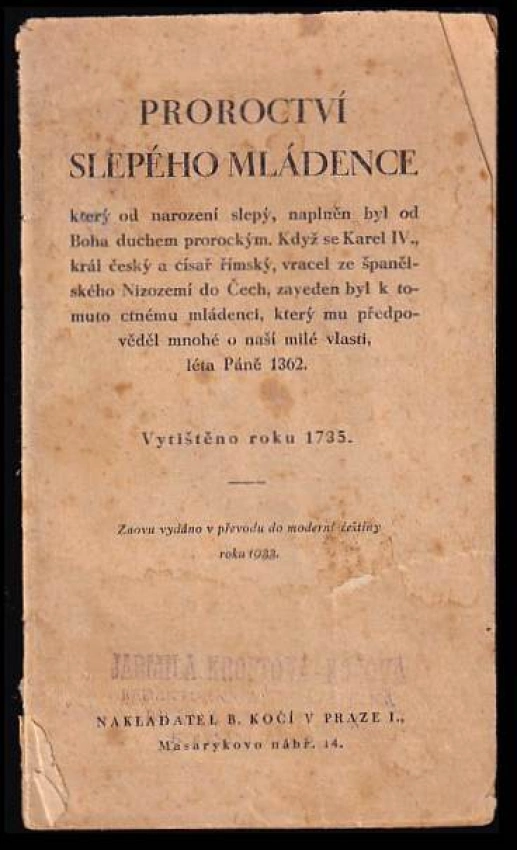 PROROCTVÍ
SLEPÉHO MLÁDENCE
který od narození slepý, naplněn byl od
Boha duchem prorockým. Když se Karel IV.,
král český a císař římský, vracel ze španěl-
ského Nizozemí do Čech, zaveden byl k to-
muto ctnému mládenci, který mu předpo-
věděl mnohé o naší milé vlasti,
léta Páně 1362.
Vytištěno roku 1735.
Znovu vydáno v převodu do moderní češtiny
roku 1933.
JARMILA
NAKLADATEL B. KOČÍ V PRAZE I.,
Masarykovo nábř. 14.